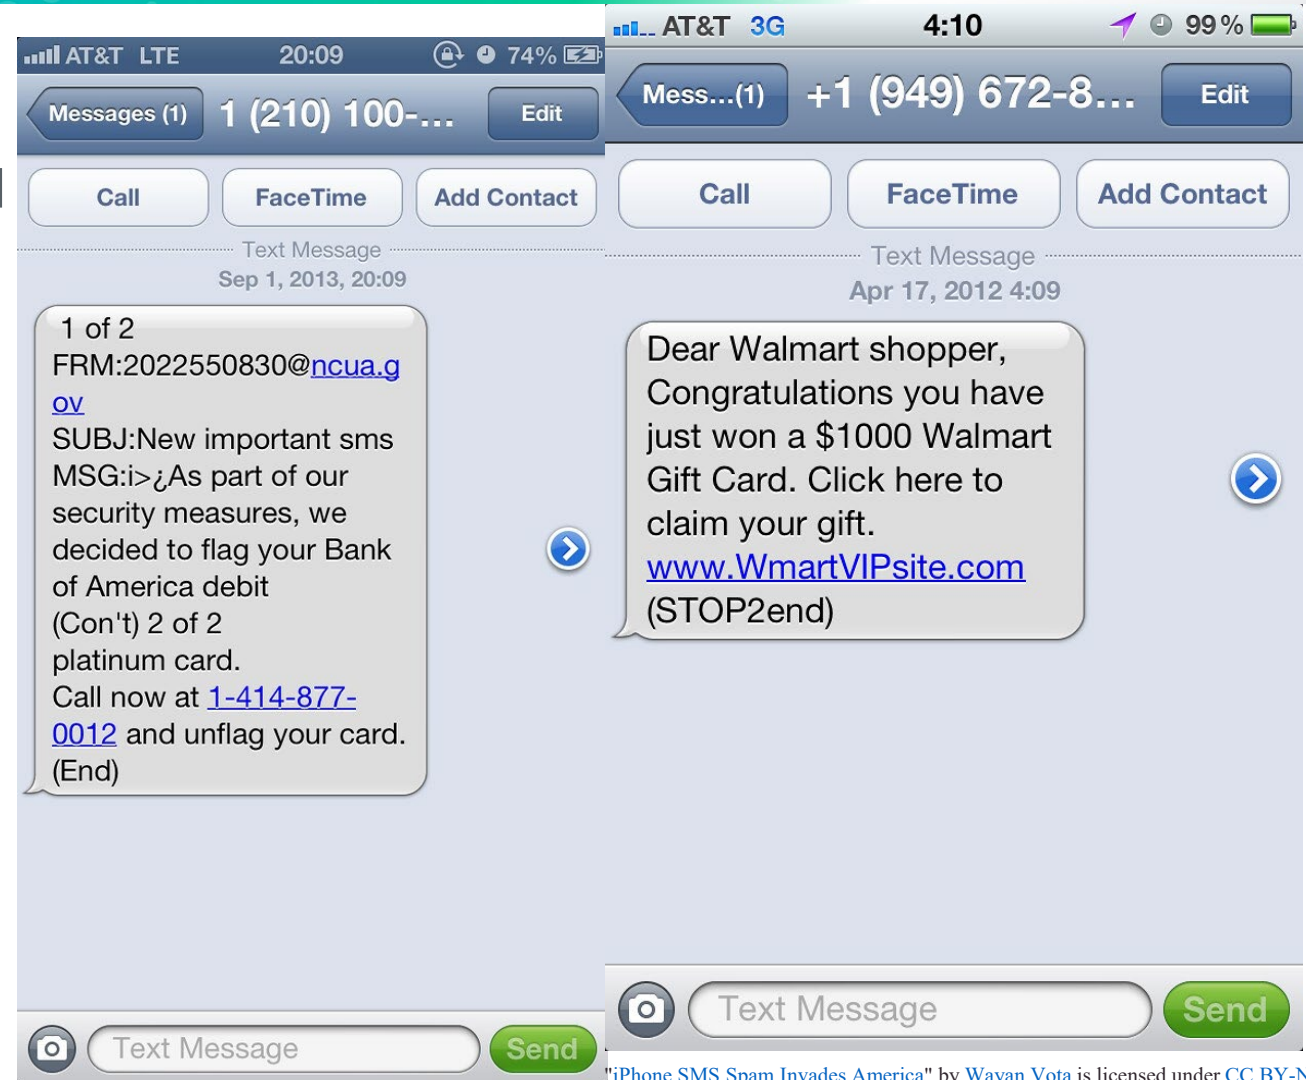 AT&T LTE 20:09 74%
Messages (1) 1 (210) 100-... Edit
Call FaceTime Add Contact
Text Message
Sep 1, 2013, 20:09
1 of 2
FRM:2022550830@ncua.g
ov
SUBJ:New important sms
MSG:i>¿As part of our
security measures, we
decided to flag your Bank
of America debit
(Con't) 2 of 2
platinum card.
Call now at 1-414-877-
0012 and unflag your card.
(End)
Text Message Send
AT&T 3G 4:10 99%
Mess...(1) +1 (949) 672-8... Edit
Call FaceTime Add Contact
Text Message
Apr 17, 2012 4:09
Dear Walmart shopper,
Congratulations you have
just won a $1000 Walmart
Gift Card. Click here to
claim your gift.
www.WmartVIPsite.com
(STOP2end)
Text Message Send
"iPhone SMS Spam Invades America" by Wayan Vota is licensed under CC BY-N